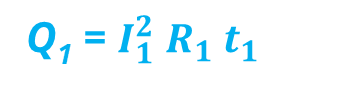 Q₁ = I₁² R₁ t₁